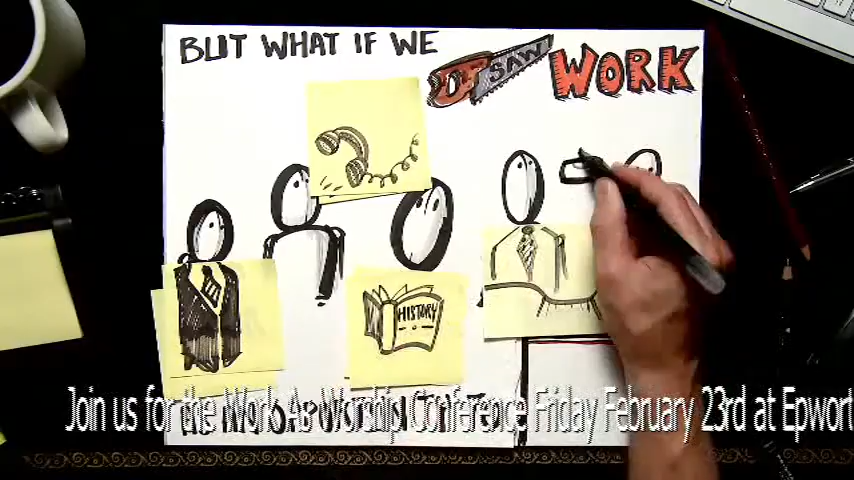 BUT WHAT IF WE
SAW
WORK
HISTORY
Join us for the Work As Worship Conference Friday February 23rd at Epwort